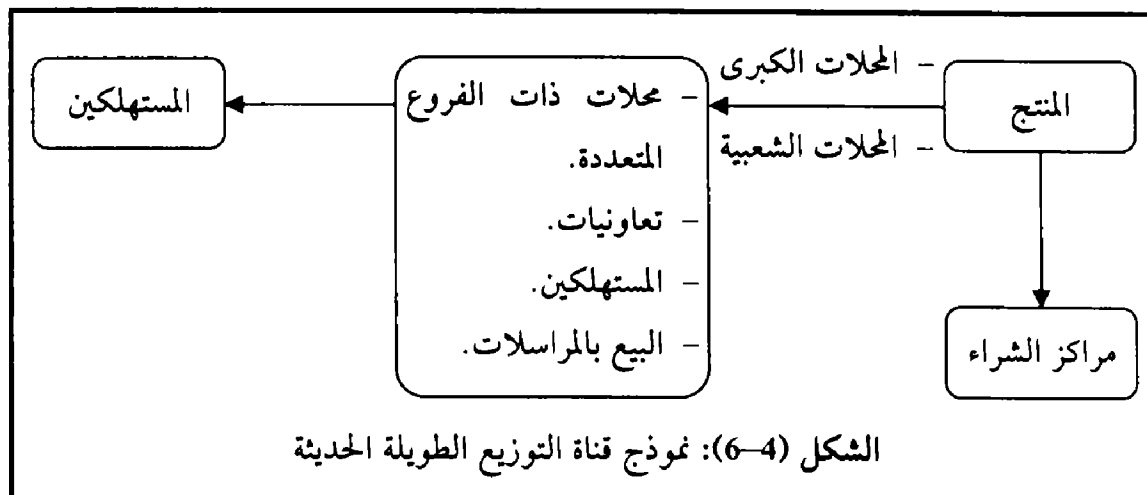 المنتج
– المحلات الكبرى
– المحلات الشعبية
– محلات ذات الفروع
المتعددة.
– تعاونيات.
– المستهلكين.
– البيع بالمراسلات.
المستهلكين
مراكز الشراء
الشكل (4–6): نموذج قناة التوزيع الطويلة الحديثة